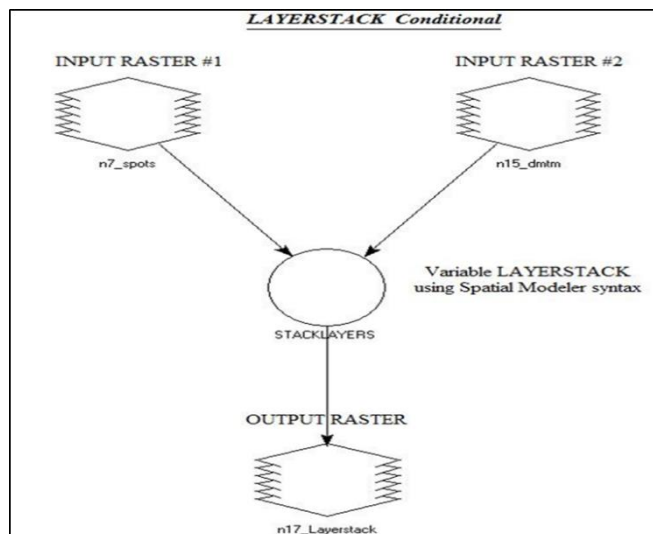 LAYERSTACK Conditional
INPUT RASTER #1
INPUT RASTER #2
n7_spots
n15_dmtm
Variable LAYERSTACK
using Spatial Modeler syntax
STACKLAYERS
OUTPUT RASTER
n17_Layerstack